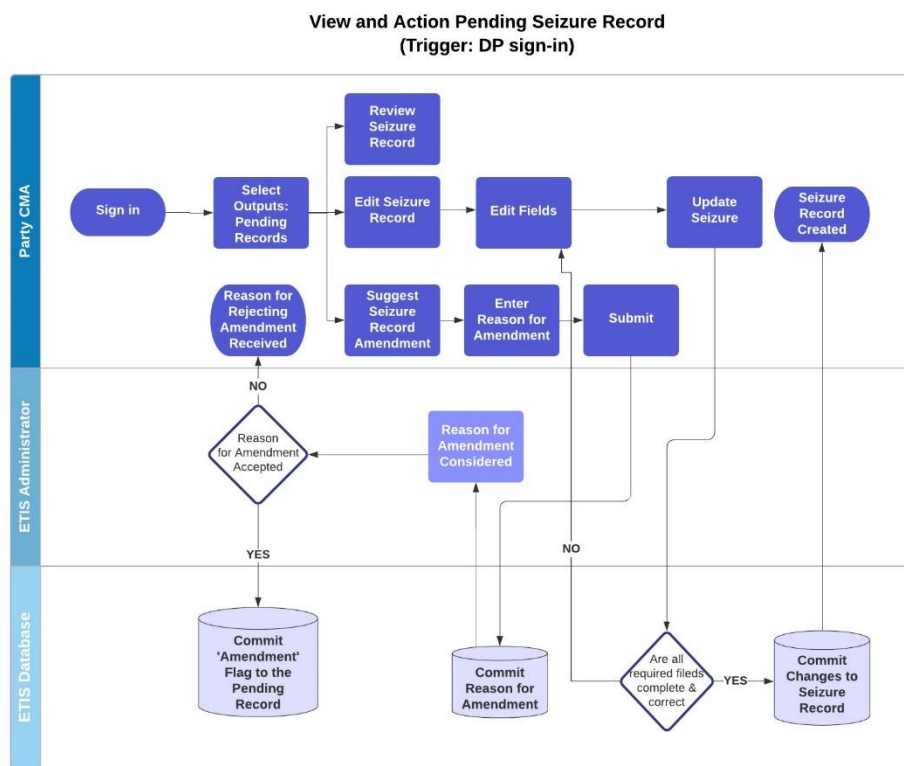 View and Action Pending Seizure Record
(Trigger: DP sign-in)
Party CMA
Review
Seizure
Record
Sign in
Select
Outputs:
Pending
Records
Edit Seizure
Record
Edit Fields
Update
Seizure
Seizure
Record
Created
Reason for
Rejecting
Amendment
Received
Suggest
Seizure
Record
Amendment
Enter
Reason for
Amendment
Submit
ETIS Administrator
NO
Reason
for Amendment
Accepted
Reason for
Amendment
Considered
YES
NO
ETIS Database
Commit
'Amendment'
Flag to the
Pending
Record
Commit
Reason for
Amendment
Are all
required fileds
complete &
correct
YES
Commit
Changes to
Seizure
Record